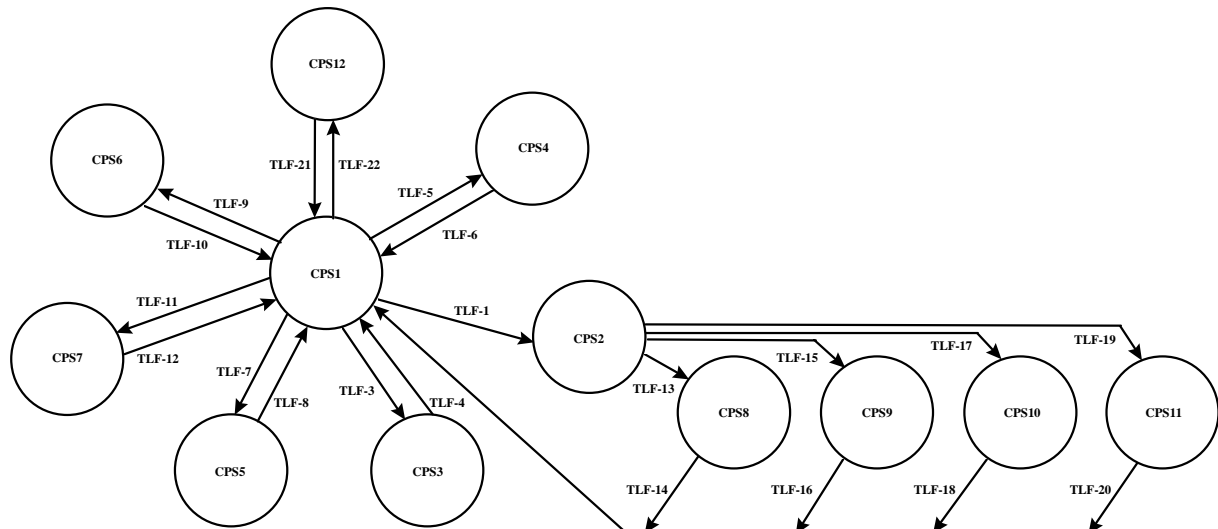 CPS12
CPS6
CPS4
TLF-21
TLF-22
TLF-9
TLF-5
TLF-10
TLF-6
CPS1
TLF-11
TLF-1
CPS7
TLF-12
CPS2
TLF-19
TLF-17
TLF-15
TLF-7
TLF-3
TLF-13
TLF-8
TLF-4
CPS8
CPS9
CPS10
CPS11
CPS5
CPS3
TLF-14
TLF-16
TLF-18
TLF-20